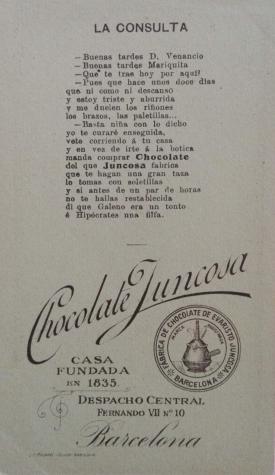 LA CONSULTA
—Buenas tardes D. Venancio
—Buenas tardes Mariquita
—Que te trae hoy por aquí?
—Pues que hace unos doce dias
que ni como ni descanso
y estoy triste y aburrida
y me duelen los riñones
los brazos, las paletillas...
—Basta niña con lo dicho
yo te curaré enseguida,
vete corriendo á tu casa
y en vez de irte á la botica
manda comprar Chocolate
del que Juncosa fabrica
que te hagan una gran taza
lo tomas con soletillas
y si antes de un par de horas
no te hallas restablecida
di que Galeno era un tonto
é Hipócrates una filfa.
Chocolate Juncosa
CASA
FUNDADA
EN 1835.
FÁBRICA DE CHOCOLATE DE EVARISTO JUNCOSA
MARCA
BARCELONA
DESPACHO CENTRAL
FERNANDO VII Nº 10
Barcelona